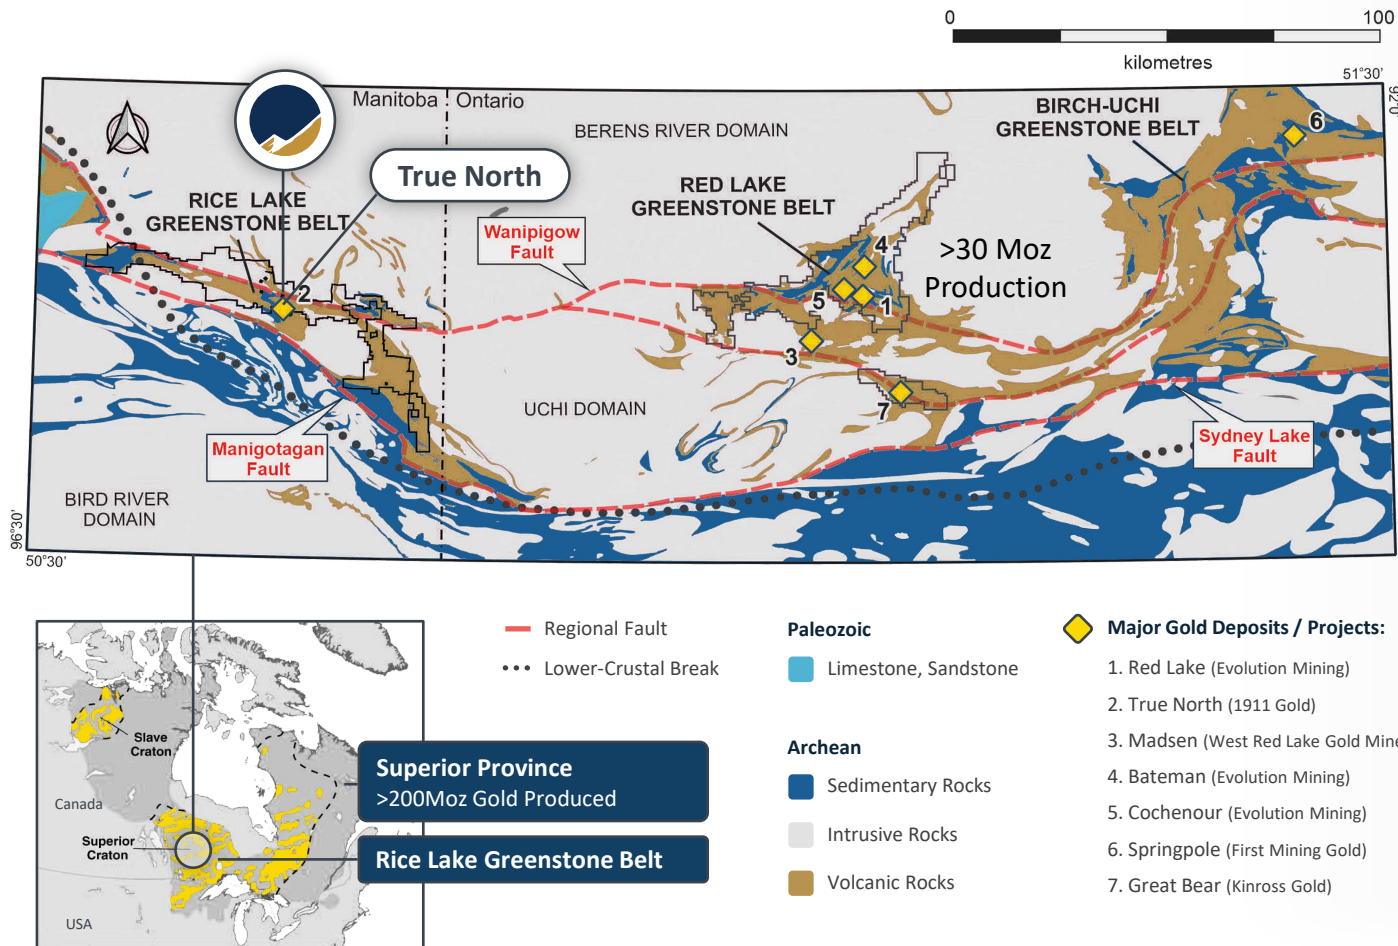 0
100
kilometres
51°30’
92°0’
Manitoba
Ontario
BERENS RIVER DOMAIN
BIRCH-UCHI
GREENSTONE BELT
6
True North
RICE LAKE
GREENSTONE BELT
RED LAKE
GREENSTONE BELT
Wanipigow
Fault
4
>30 Moz
Production
2
5
1
3
7
UCHI DOMAIN
Manigotagan
Fault
Sydney Lake
Fault
BIRD RIVER
DOMAIN
96°30’
50°30’
Slave
Craton
Canada
Superior
Craton
USA
Superior Province
>200Moz Gold Produced
Rice Lake Greenstone Belt
Regional Fault
Lower-Crustal Break
Paleozoic
Limestone, Sandstone
Archean
Sedimentary Rocks
Intrusive Rocks
Volcanic Rocks
Major Gold Deposits / Projects:
1. Red Lake (Evolution Mining)
2. True North (1911 Gold)
3. Madsen (West Red Lake Gold Mine
4. Bateman (Evolution Mining)
5. Cochenour (Evolution Mining)
6. Springpole (First Mining Gold)
7. Great Bear (Kinross Gold)